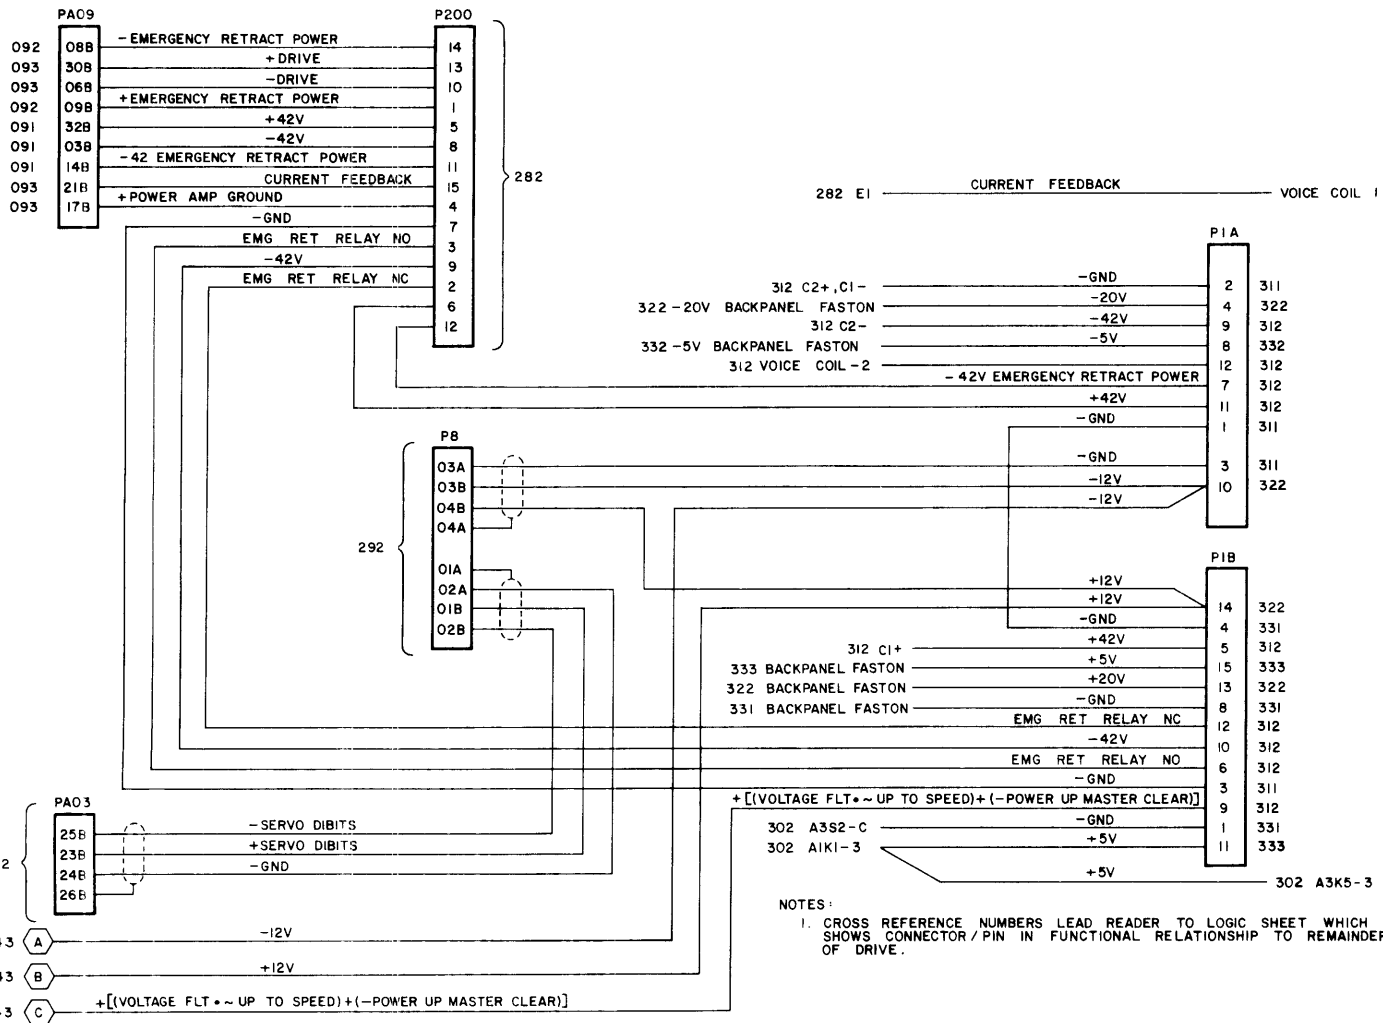 PA09
P200
092 08B -EMERGENCY RETRACT POWER 14
093 30B +DRIVE 13
093 06B -DRIVE 10
092 09B +EMERGENCY RETRACT POWER 1
091 32B +42V 5
091 03B -42V 8
091 14B -42 EMERGENCY RETRACT POWER 11
093 21B CURRENT FEEDBACK 15
093 17B +POWER AMP GROUND 4
-GND 7
EMG RET RELAY NO 3
-42V 9
EMG RET RELAY NC 2
6
12
282
282 E1 CURRENT FEEDBACK VOICE COIL 1
P1A
312 C2+,C1- -GND 2 311
322 -20V BACKPANEL FASTON -20V 4 322
312 C2- -42V 9 312
332 -5V BACKPANEL FASTON -5V 8 332
312 VOICE COIL-2 12 312
-42V EMERGENCY RETRACT POWER 7 312
+42V 11 312
-GND 1 311
-GND 3 311
-12V 10 322
-12V
P8
03A
03B
04B
04A
292
01A
02A
01B
02B
P1B
+12V
+12V 14 322
-GND 4 331
312 C1+ +42V 5 312
333 BACKPANEL FASTON +5V 15 333
322 BACKPANEL FASTON +20V 13 322
331 BACKPANEL FASTON -GND 8 331
EMG RET RELAY NC 12 312
-42V 10 312
EMG RET RELAY NO 6 312
-GND 3 311
+[(VOLTAGE FLT•~UP TO SPEED)+(-POWER UP MASTER CLEAR)] 9 312
302 A3S2-C -GND 1 331
302 A1K1-3 +5V 11 333
+5V 302 A3K5-3
PA03
25B -SERVO DIBITS
23B +SERVO DIBITS
24B -GND
26B
2
43 A -12V
43 B +12V
43 C +[(VOLTAGE FLT•~UP TO SPEED)+(-POWER UP MASTER CLEAR)]
NOTES:
1. CROSS REFERENCE NUMBERS LEAD READER TO LOGIC SHEET WHICH
SHOWS CONNECTOR/PIN IN FUNCTIONAL RELATIONSHIP TO REMAINDER
OF DRIVE.